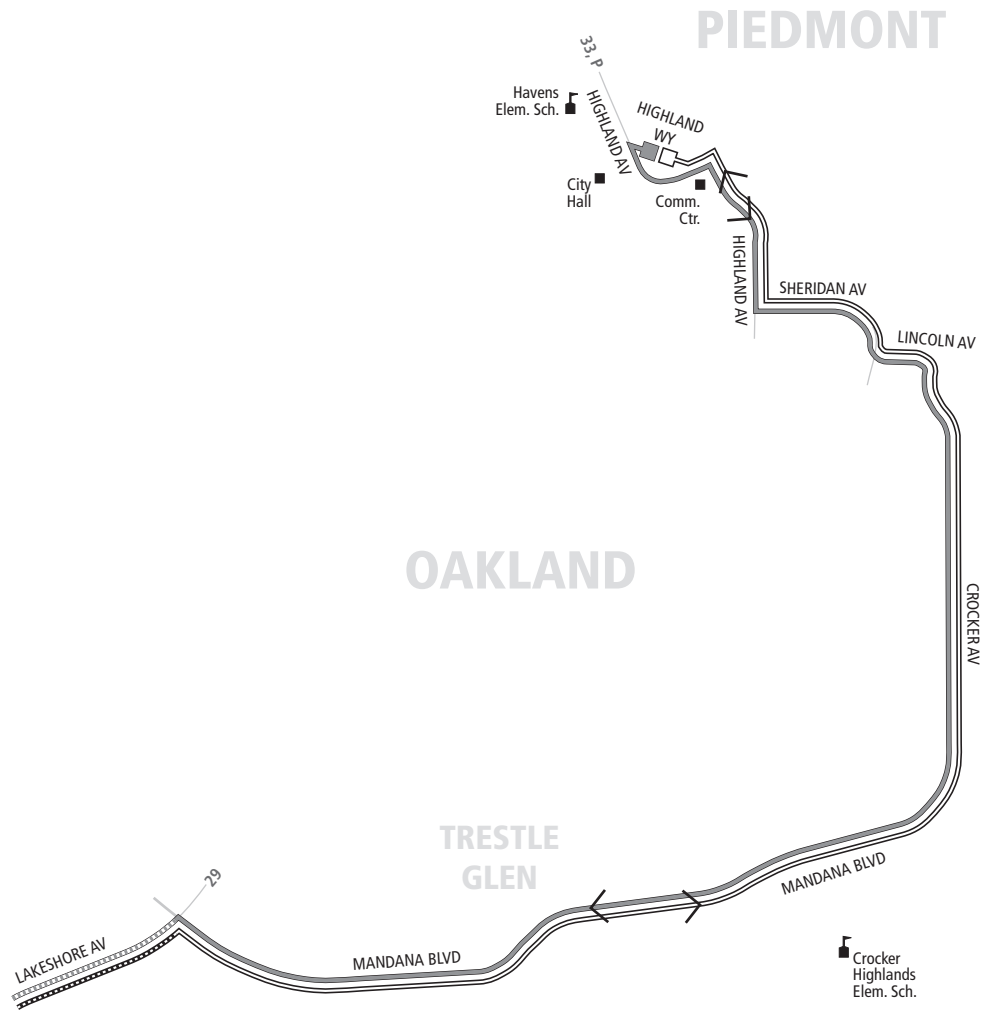 PIEDMONT
33, P
Havens
Elem. Sch.
HIGHLAND AV
HIGHLAND
WY
City
Hall
Comm.
Ctr.
HIGHLAND AV
SHERIDAN AV
LINCOLN AV
OAKLAND
CROCKER AV
TRESTLE
GLEN
29
MANDANA BLVD
LAKESHORE AV
MANDANA BLVD
Crocker
Highlands
Elem. Sch.